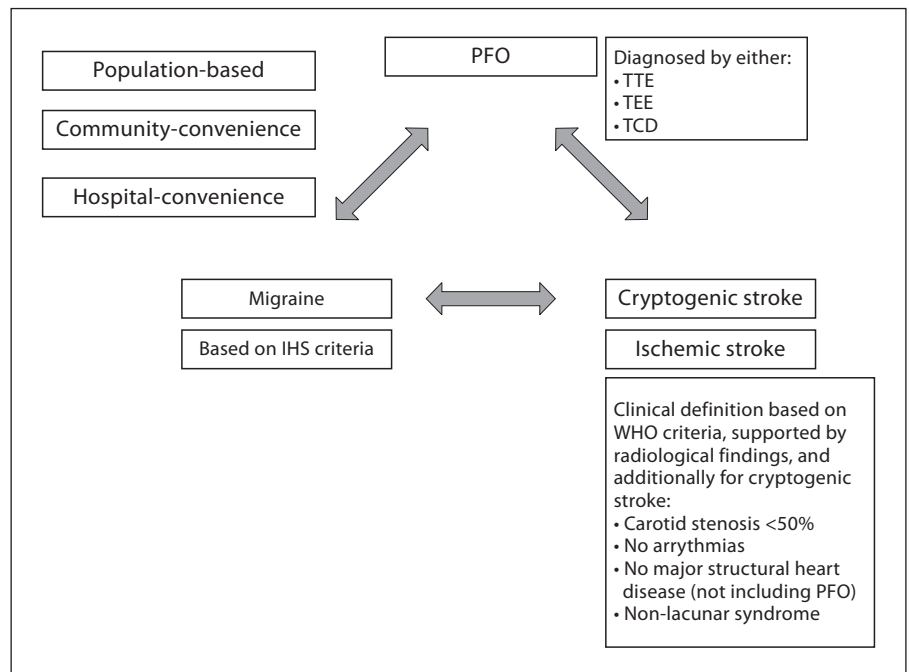 Population-based
Community-convenience
Hospital-convenience
PFO
Diagnosed by either:
• TTE
• TEE
• TCD
Migraine
Based on IHS criteria
Cryptogenic stroke
Ischemic stroke
Clinical definition based on
WHO criteria, supported by
radiological findings, and
additionally for cryptogenic
stroke:
• Carotid stenosis <50%
• No arrythmias
• No major structural heart
disease (not including PFO)
• Non-lacunar syndrome